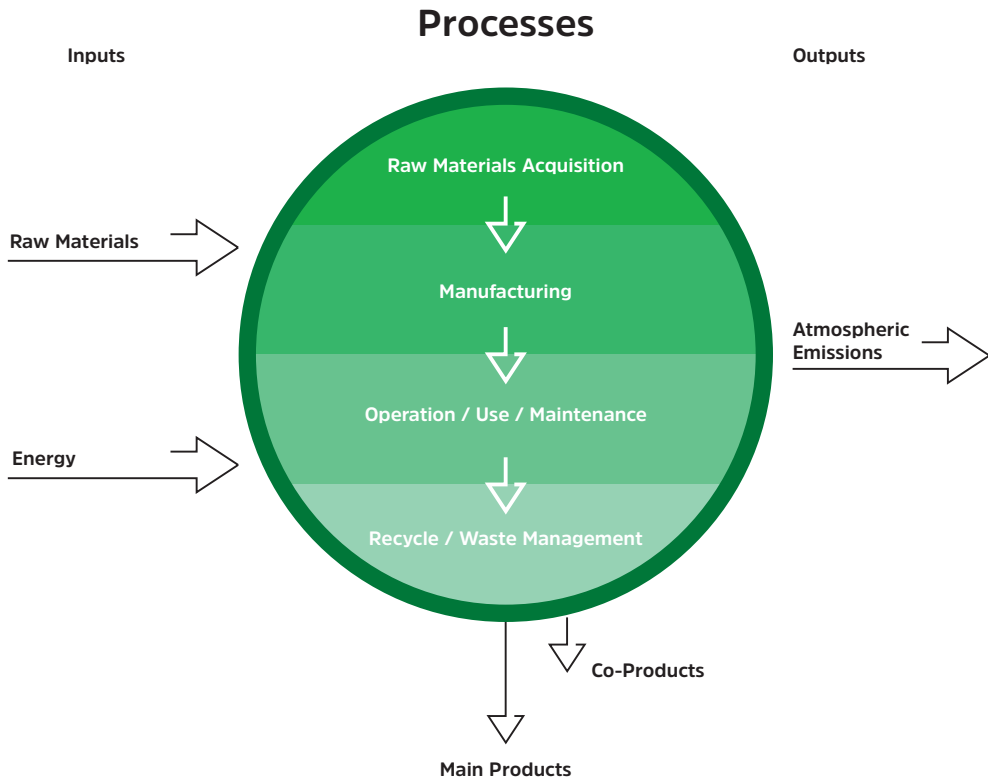 Processes
Inputs
Outputs
Raw Materials Acquisition
Raw Materials
Manufacturing
Atmospheric
Emissions
Operation / Use / Maintenance
Energy
Recycle / Waste Management
Co-Products
Main Products